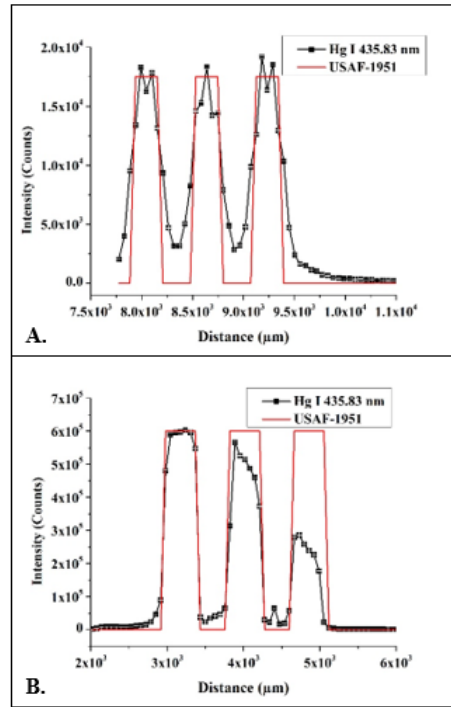 2.0x10⁴
1.5x10⁴
1.0x10⁴
5.0x10³
0.0
Intensity (Counts)
Hg I 435.83 nm
USAF-1951
7.5x10³ 8.0x10³ 8.5x10³ 9.0x10³ 9.5x10³ 1.0x10⁴ 1.1x10⁴
Distance (µm)
A.
7x10⁵
6x10⁵
5x10⁵
4x10⁵
3x10⁵
2x10⁵
1x10⁵
0
Intensity (Counts)
Hg I 435.83 nm
USAF-1951
2x10³ 3x10³ 4x10³ 5x10³ 6x10³
Distance (µm)
B.